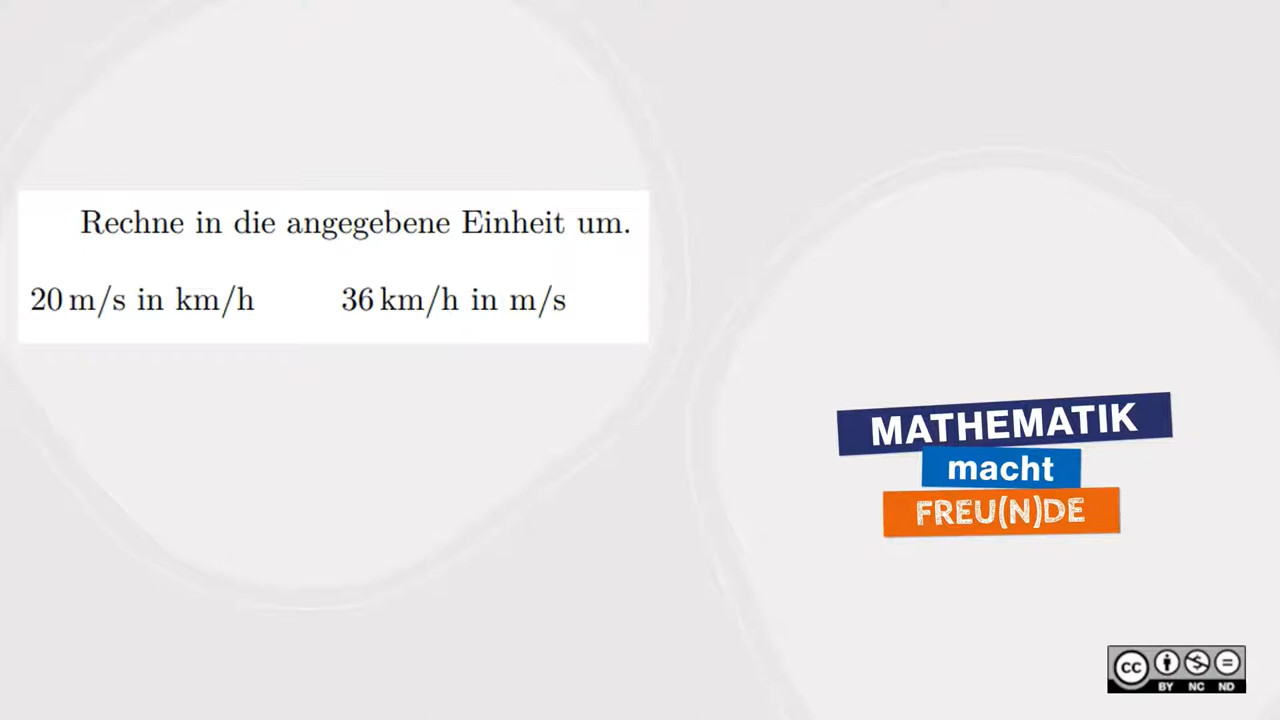 Rechne in die angegebene Einheit um.
20 m/s in km/h 36 km/h in m/s
MATHEMATIK
macht
FREU(N)DE
CC BY NC ND